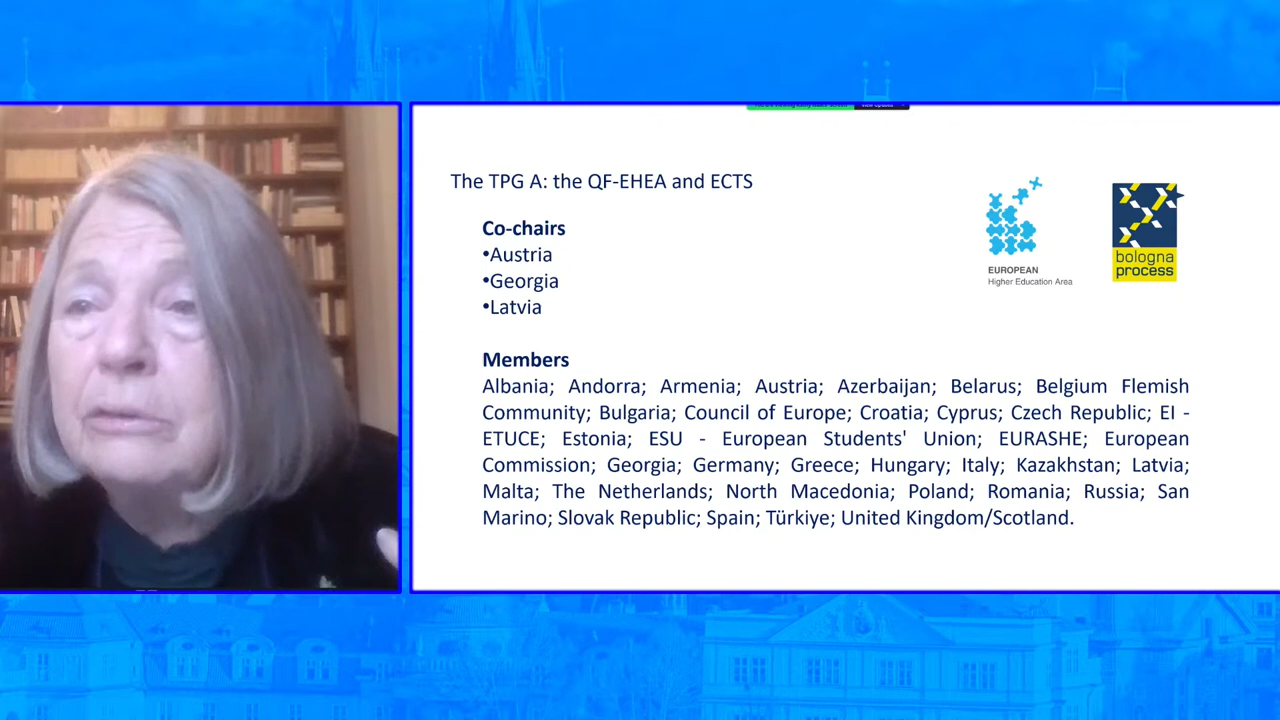 The TPG A: the QF-EHEA and ECTS
Co-chairs
•Austria
•Georgia
•Latvia
EUROPEAN
Higher Education Area
bologna
process
Members
Albania; Andorra; Armenia; Austria; Azerbaijan; Belarus; Belgium Flemish
Community; Bulgaria; Council of Europe; Croatia; Cyprus; Czech Republic; EI -
ETUCE; Estonia; ESU - European Students' Union; EURASHE; European
Commission; Georgia; Germany; Greece; Hungary; Italy; Kazakhstan; Latvia;
Malta; The Netherlands; North Macedonia; Poland; Romania; Russia; San
Marino; Slovak Republic; Spain; Türkiye; United Kingdom/Scotland.